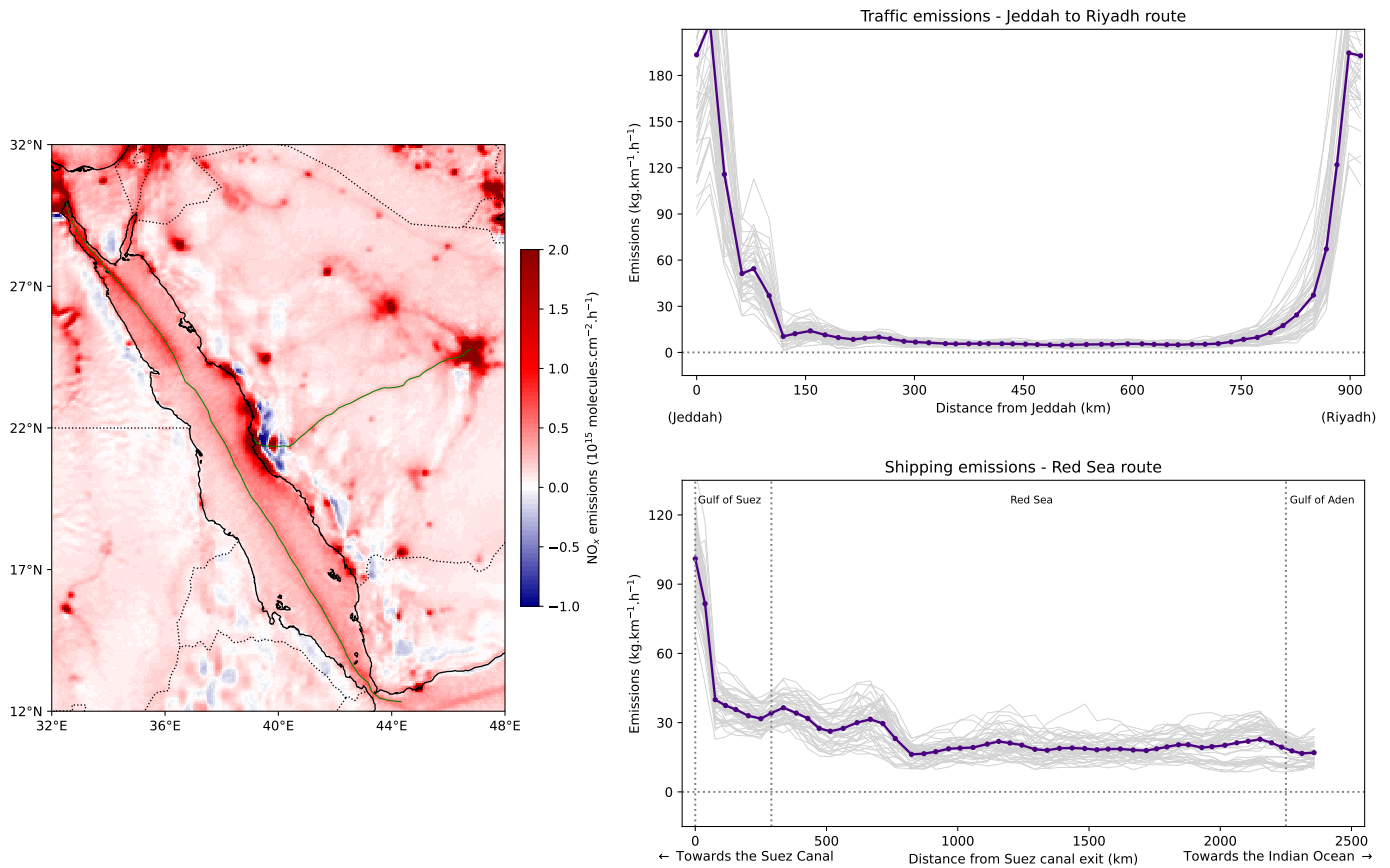 32°N
27°N
22°N
17°N
12°N
32°E
36°E
40°E
44°E
48°E
2.0
1.5
1.0
0.5
0.0
−0.5
−1.0
NOₓ emissions (10¹⁵ molecules.cm⁻².h⁻¹)
Traffic emissions - Jeddah to Riyadh route
Emissions (kg.km⁻¹.h⁻¹)
180
150
120
90
60
30
0
0
150
300
450
600
750
900
(Jeddah)
Distance from Jeddah (km)
(Riyadh)
Shipping emissions - Red Sea route
Gulf of Suez
Red Sea
Gulf of Aden
Emissions (kg.km⁻¹.h⁻¹)
120
90
60
30
0
0
500
1000
1500
2000
2500
← Towards the Suez Canal
Distance from Suez canal exit (km)
Towards the Indian Ocean →